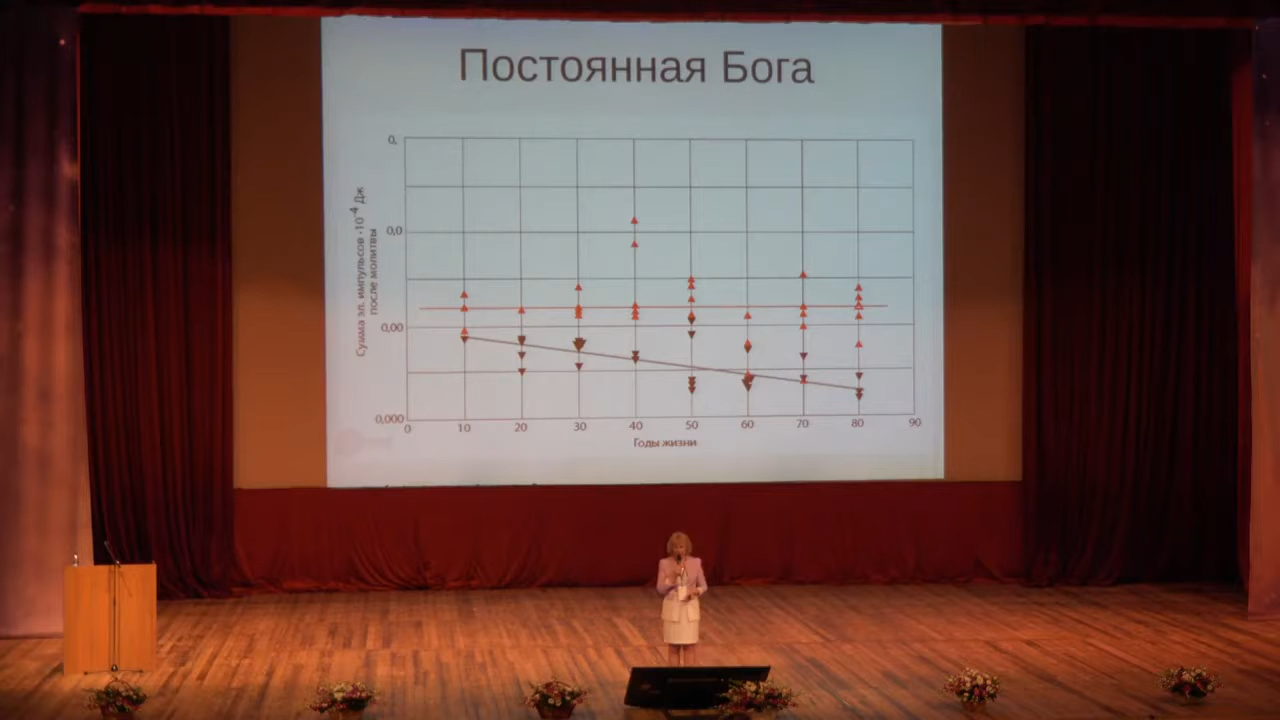 Постоянная Бога
0,
0,0
0,00
0,000
Сумма эл. импульсов ·10⁻⁴ Дж
после молитвы
0 10 20 30 40 50 60 70 80 90
Годы жизни